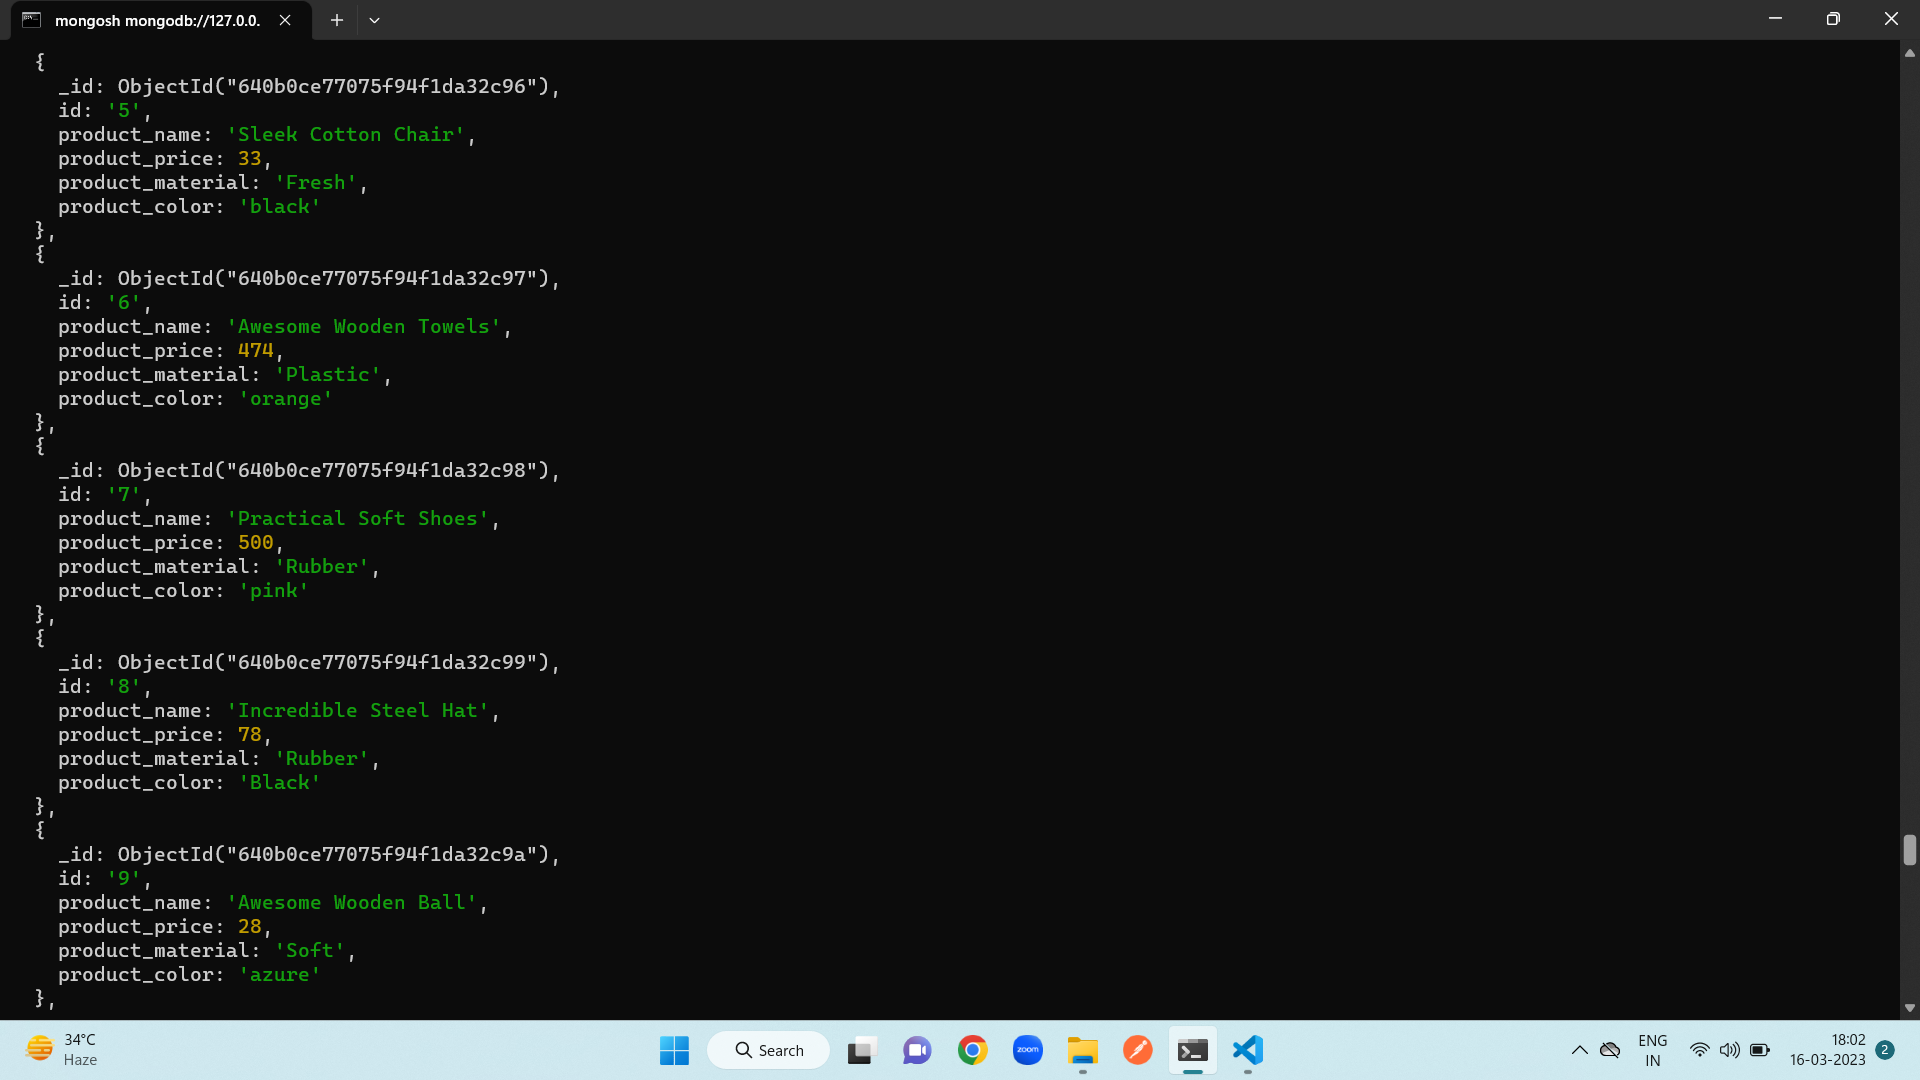 mongosh mongodb://127.0.0.
{
_id: ObjectId("640b0ce77075f94f1da32c96"),
id: '5',
product_name: 'Sleek Cotton Chair',
product_price: 33,
product_material: 'Fresh',
product_color: 'black'
},
{
_id: ObjectId("640b0ce77075f94f1da32c97"),
id: '6',
product_name: 'Awesome Wooden Towels',
product_price: 474,
product_material: 'Plastic',
product_color: 'orange'
},
{
_id: ObjectId("640b0ce77075f94f1da32c98"),
id: '7',
product_name: 'Practical Soft Shoes',
product_price: 500,
product_material: 'Rubber',
product_color: 'pink'
},
{
_id: ObjectId("640b0ce77075f94f1da32c99"),
id: '8',
product_name: 'Incredible Steel Hat',
product_price: 78,
product_material: 'Rubber',
product_color: 'Black'
},
{
_id: ObjectId("640b0ce77075f94f1da32c9a"),
id: '9',
product_name: 'Awesome Wooden Ball',
product_price: 28,
product_material: 'Soft',
product_color: 'azure'
},
34°C
Haze
Search
zoom
ENG
IN
18:02
16-03-2023
2